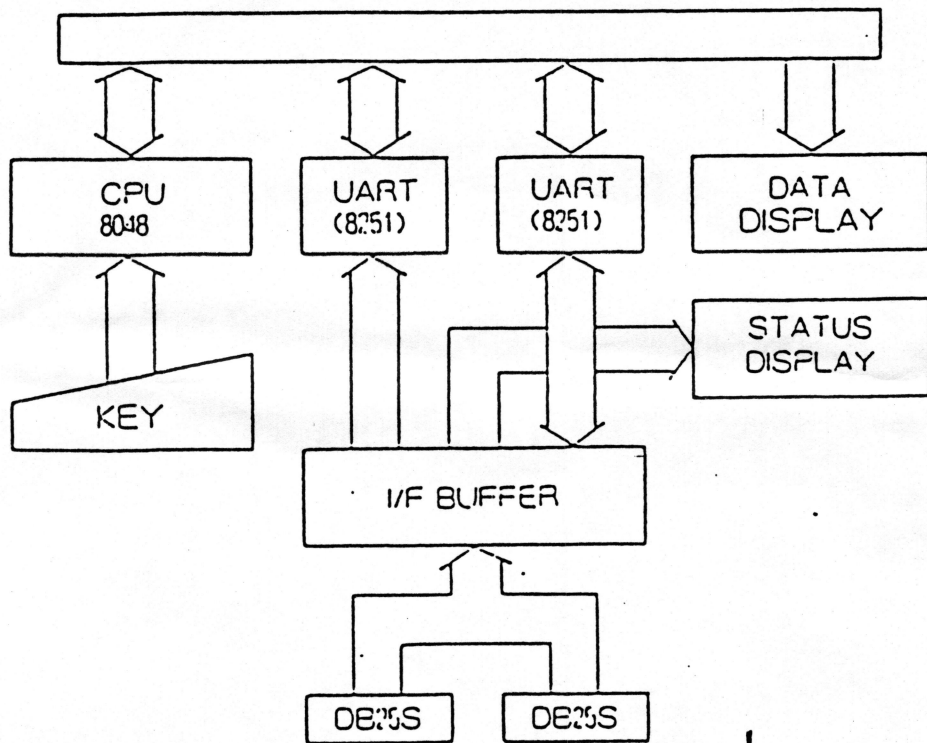 CPU
8048
UART
(8251)
UART
(8251)
DATA
DISPLAY
STATUS
DISPLAY
KEY
I/F BUFFER
DB25S
DB25S